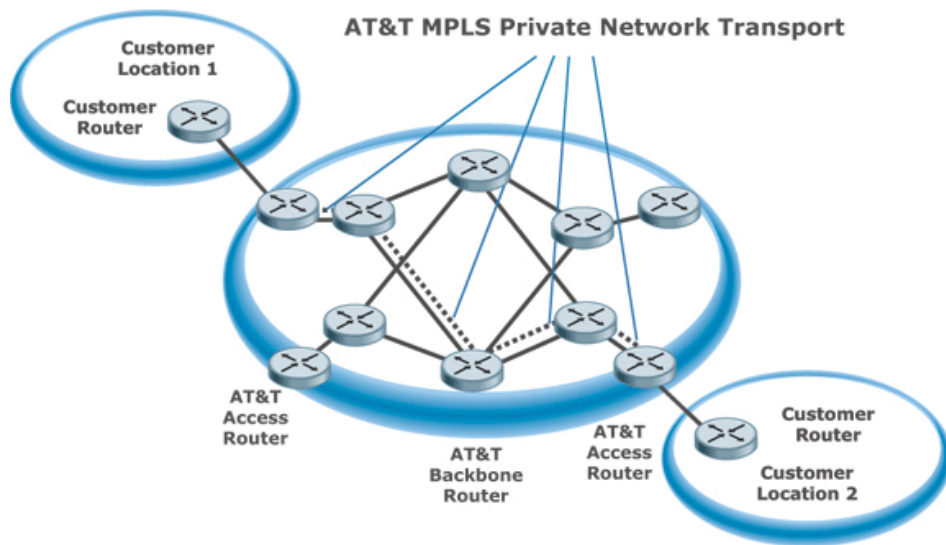 AT&T MPLS Private Network Transport
Customer
Location 1
Customer
Router
AT&T
Access
Router
AT&T
Backbone
Router
AT&T
Access
Router
Customer
Router
Customer
Location 2